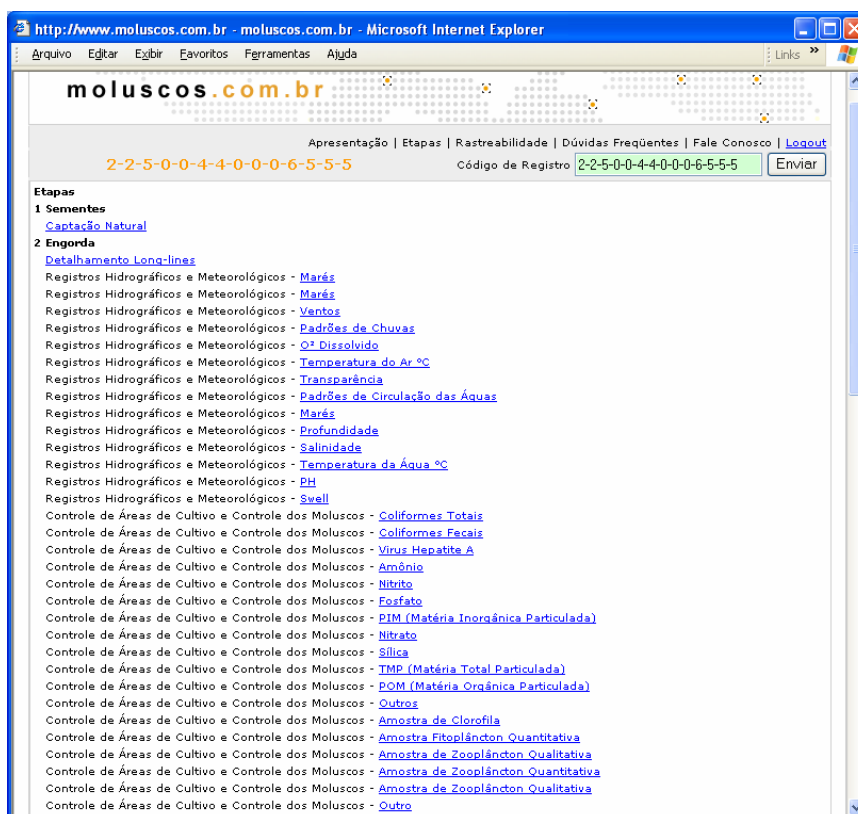 http://www.moluscos.com.br - moluscos.com.br - Microsoft Internet Explorer
Arquivo Editar Exibir Favoritos Ferramentas Ajuda Links »
moluscos.com.br
Apresentação | Etapas | Rastreabilidade | Dúvidas Freqüentes | Fale Conosco | Logout
2-2-5-0-0-4-4-0-0-0-6-5-5-5 Código de Registro 2-2-5-0-0-4-4-0-0-0-6-5-5-5 Enviar
Etapas
1 Sementes
Captação Natural
2 Engorda
Detalhamento Long-lines
Registros Hidrográficos e Meteorológicos - Marés
Registros Hidrográficos e Meteorológicos - Marés
Registros Hidrográficos e Meteorológicos - Ventos
Registros Hidrográficos e Meteorológicos - Padrões de Chuvas
Registros Hidrográficos e Meteorológicos - O² Dissolvido
Registros Hidrográficos e Meteorológicos - Temperatura do Ar ºC
Registros Hidrográficos e Meteorológicos - Transparência
Registros Hidrográficos e Meteorológicos - Padrões de Circulação das Águas
Registros Hidrográficos e Meteorológicos - Marés
Registros Hidrográficos e Meteorológicos - Profundidade
Registros Hidrográficos e Meteorológicos - Salinidade
Registros Hidrográficos e Meteorológicos - Temperatura da Água ºC
Registros Hidrográficos e Meteorológicos - PH
Registros Hidrográficos e Meteorológicos - Swell
Controle de Áreas de Cultivo e Controle dos Moluscos - Coliformes Totais
Controle de Áreas de Cultivo e Controle dos Moluscos - Coliformes Fecais
Controle de Áreas de Cultivo e Controle dos Moluscos - Virus Hepatite A
Controle de Áreas de Cultivo e Controle dos Moluscos - Amônio
Controle de Áreas de Cultivo e Controle dos Moluscos - Nitrito
Controle de Áreas de Cultivo e Controle dos Moluscos - Fosfato
Controle de Áreas de Cultivo e Controle dos Moluscos - PIM (Matéria Inorgânica Particulada)
Controle de Áreas de Cultivo e Controle dos Moluscos - Nitrato
Controle de Áreas de Cultivo e Controle dos Moluscos - Sílica
Controle de Áreas de Cultivo e Controle dos Moluscos - TMP (Matéria Total Particulada)
Controle de Áreas de Cultivo e Controle dos Moluscos - POM (Matéria Orgânica Particulada)
Controle de Áreas de Cultivo e Controle dos Moluscos - Outros
Controle de Áreas de Cultivo e Controle dos Moluscos - Amostra de Clorofila
Controle de Áreas de Cultivo e Controle dos Moluscos - Amostra Fitoplâncton Quantitativa
Controle de Áreas de Cultivo e Controle dos Moluscos - Amostra de Zooplâncton Qualitativa
Controle de Áreas de Cultivo e Controle dos Moluscos - Amostra de Zooplâncton Quantitativa
Controle de Áreas de Cultivo e Controle dos Moluscos - Amostra de Zooplâncton Qualitativa
Controle de Áreas de Cultivo e Controle dos Moluscos - Outro